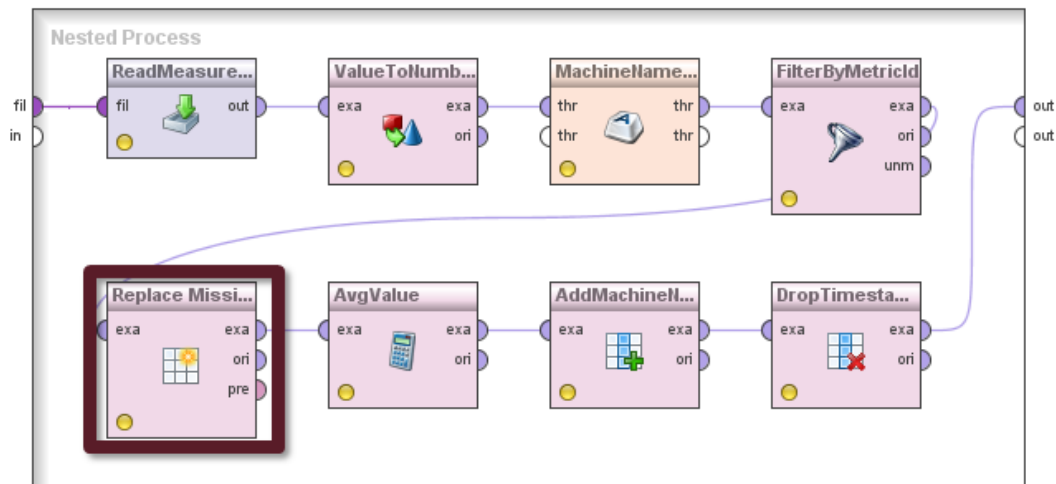 Nested Process
ReadMeasure...
ValueToNumb...
MachineName...
FilterByMetricId
fil
fil
out
exa
exa
thr
thr
exa
exa
out
in
ori
thr
thr
ori
out
unm
Replace Missi...
AvgValue
AddMachineN...
DropTimesta...
exa
exa
exa
exa
exa
exa
exa
exa
ori
ori
ori
ori
pre